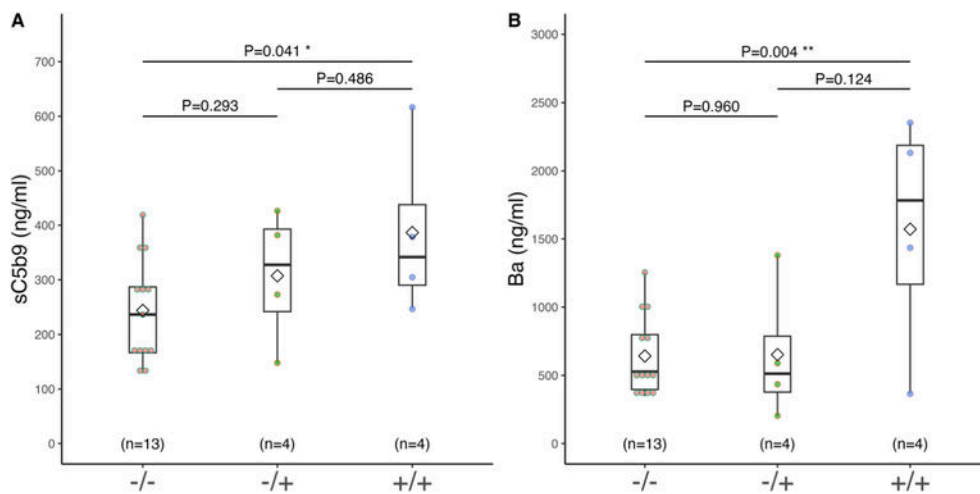 A
sC5b9 (ng/ml)
700
600
500
400
300
200
100
0
P=0.041 *
P=0.486
P=0.293
(n=13) (n=4) (n=4)
-/- -/+ +/+
B
Ba (ng/ml)
3000
2500
2000
1500
1000
500
0
P=0.004 **
P=0.124
P=0.960
(n=13) (n=4) (n=4)
-/- -/+ +/+